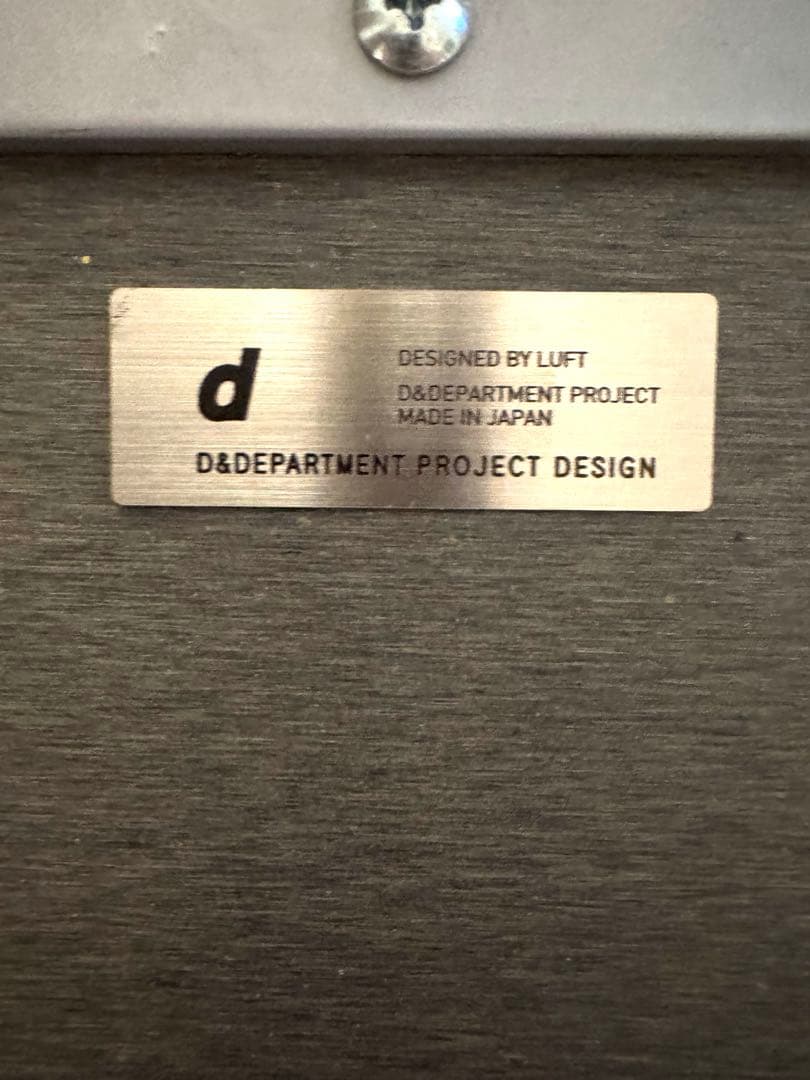 d
DESIGNED BY LUFT
D&DEPARTMENT PROJECT
MADE IN JAPAN
D&DEPARTMENT PROJECT DESIGN